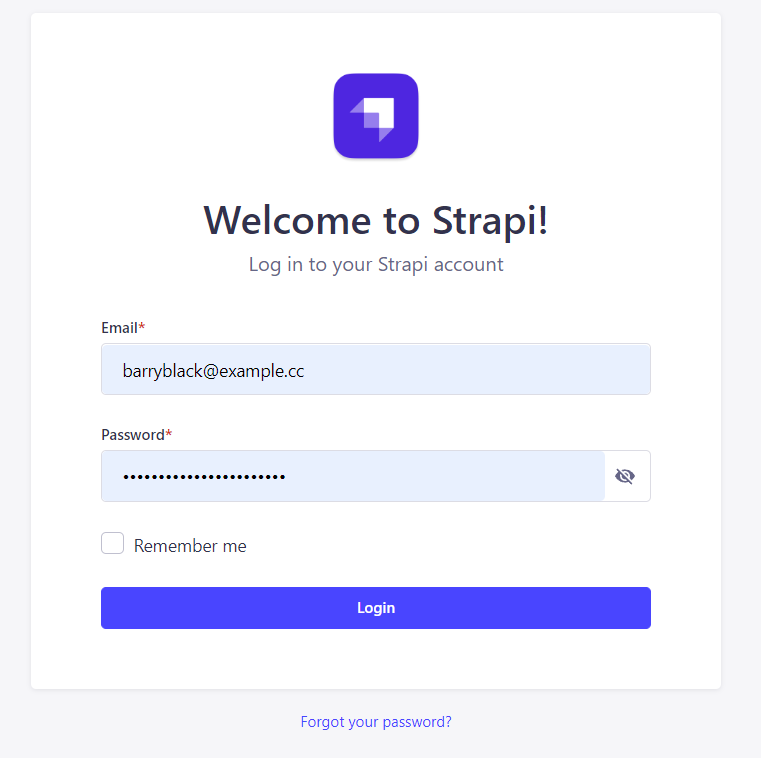 Welcome to Strapi!
Log in to your Strapi account
Email*
barryblack@example.cc
Password*
•••••••••••••••••••••••
Remember me
Login
Forgot your password?